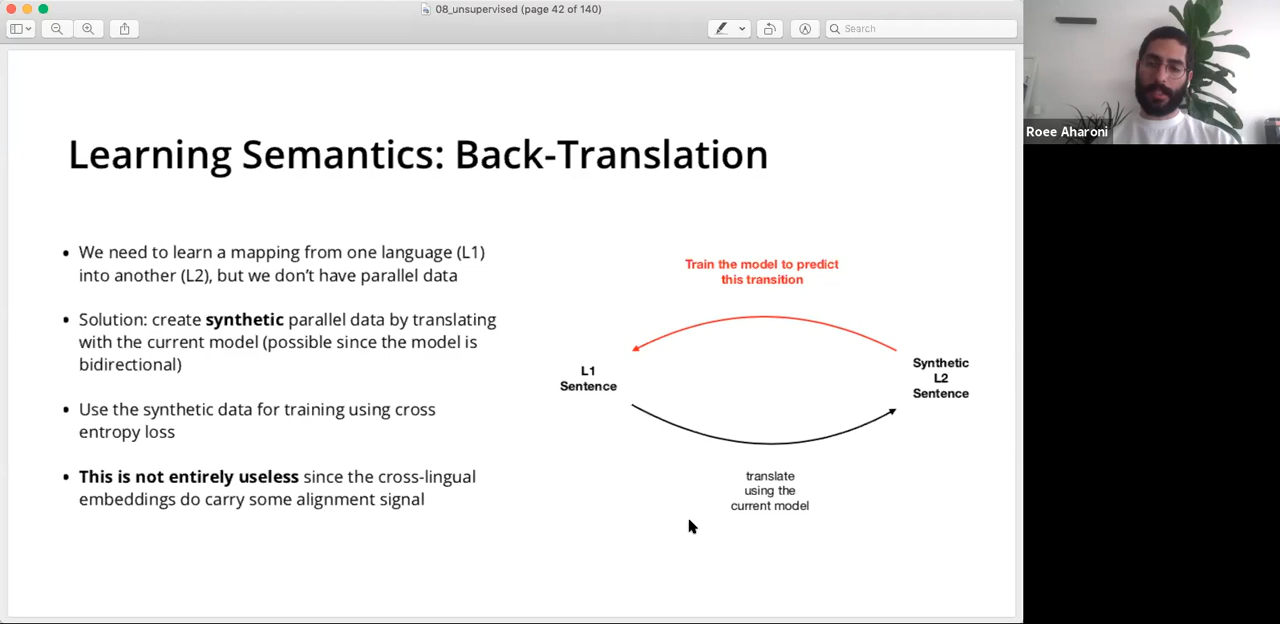 08_unsupervised (page 42 of 140)
Search
Learning Semantics: Back-Translation
• We need to learn a mapping from one language (L1)
into another (L2), but we don’t have parallel data
• Solution: create synthetic parallel data by translating
with the current model (possible since the model is
bidirectional)
• Use the synthetic data for training using cross
entropy loss
• This is not entirely useless since the cross-lingual
embeddings do carry some alignment signal
Train the model to predict
this transition
L1
Sentence
Synthetic
L2
Sentence
translate
using the
current model
Roee Aharoni